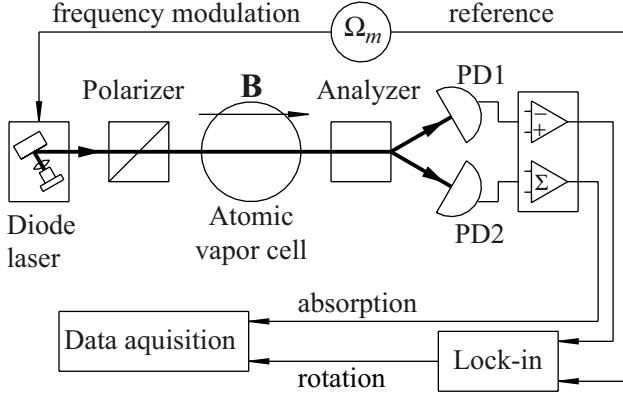 frequency modulation
Ωm
reference
Polarizer
B
Analyzer
PD1
−
+
Σ
Diode
laser
Atomic
vapor cell
PD2
absorption
Data aquisition
rotation
Lock-in